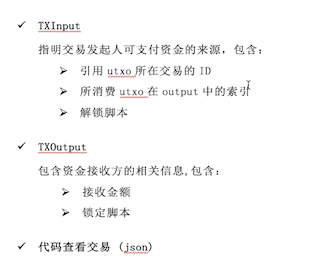 ✓ TXInput
指明交易发起人可支付资金的来源，包含：
➢ 引用 utxo 所在交易的 ID
➢ 所消费 utxo 在 output 中的索引
➢ 解锁脚本
✓ TXOutput
包含资金接收方的相关信息,包含：
➢ 接收金额
➢ 锁定脚本
✓ 代码查看交易 (json)